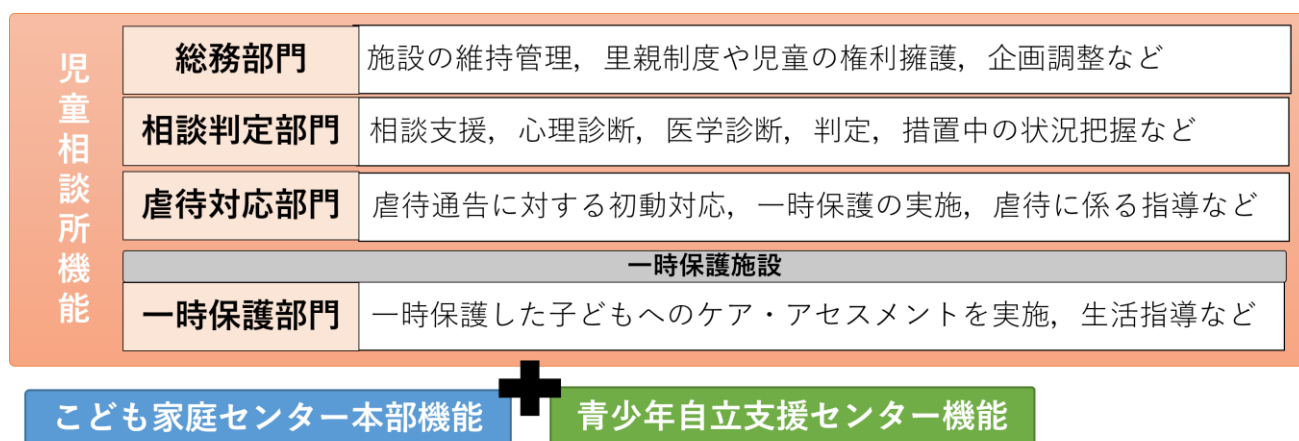 児童相談所機能
総務部門
施設の維持管理，里親制度や児童の権利擁護，企画調整など
相談判定部門
相談支援，心理診断，医学診断，判定，措置中の状況把握など
虐待対応部門
虐待通告に対する初動対応，一時保護の実施，虐待に係る指導など
一時保護施設
一時保護部門
一時保護した子どもへのケア・アセスメントを実施，生活指導など
こども家庭センター本部機能
青少年自立支援センター機能